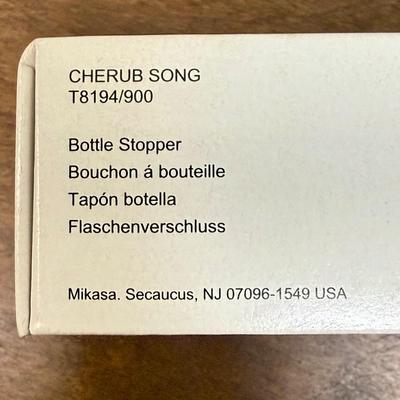 CHERUB SONG
T8194/900
Bottle Stopper
Bouchon á bouteille
Tapón botella
Flaschenverschluss
Mikasa. Secaucus, NJ 07096-1549 USA